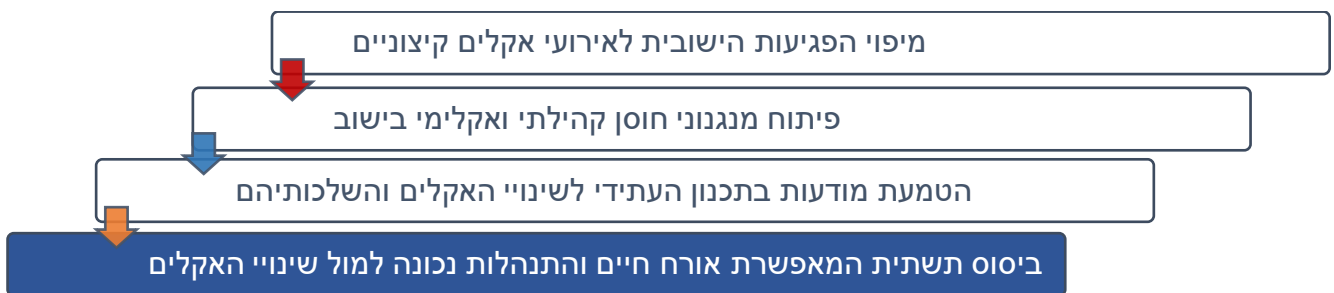 מיפוי הפגיעות הישובית לאירועי אקלים קיצוניים
פיתוח מנגנוני חוסן קהילתי ואקלימי בישוב
הטמעת מודעות בתכנון העתידי לשינויי האקלים והשלכותיהם
ביסוס תשתית המאפשרת אורח חיים והתנהלות נכונה למול שינויי האקלים